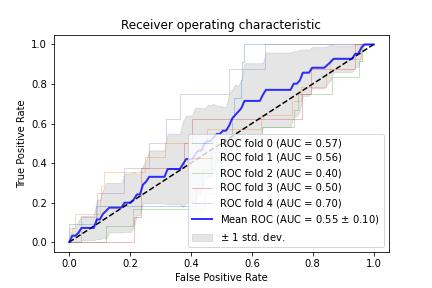 Receiver operating characteristic
True Positive Rate
1.0
0.8
0.6
0.4
0.2
0.0
ROC fold 0 (AUC = 0.57)
ROC fold 1 (AUC = 0.56)
ROC fold 2 (AUC = 0.40)
ROC fold 3 (AUC = 0.50)
ROC fold 4 (AUC = 0.70)
Mean ROC (AUC = 0.55 ± 0.10)
± 1 std. dev.
0.0 0.2 0.4 0.6 0.8 1.0
False Positive Rate